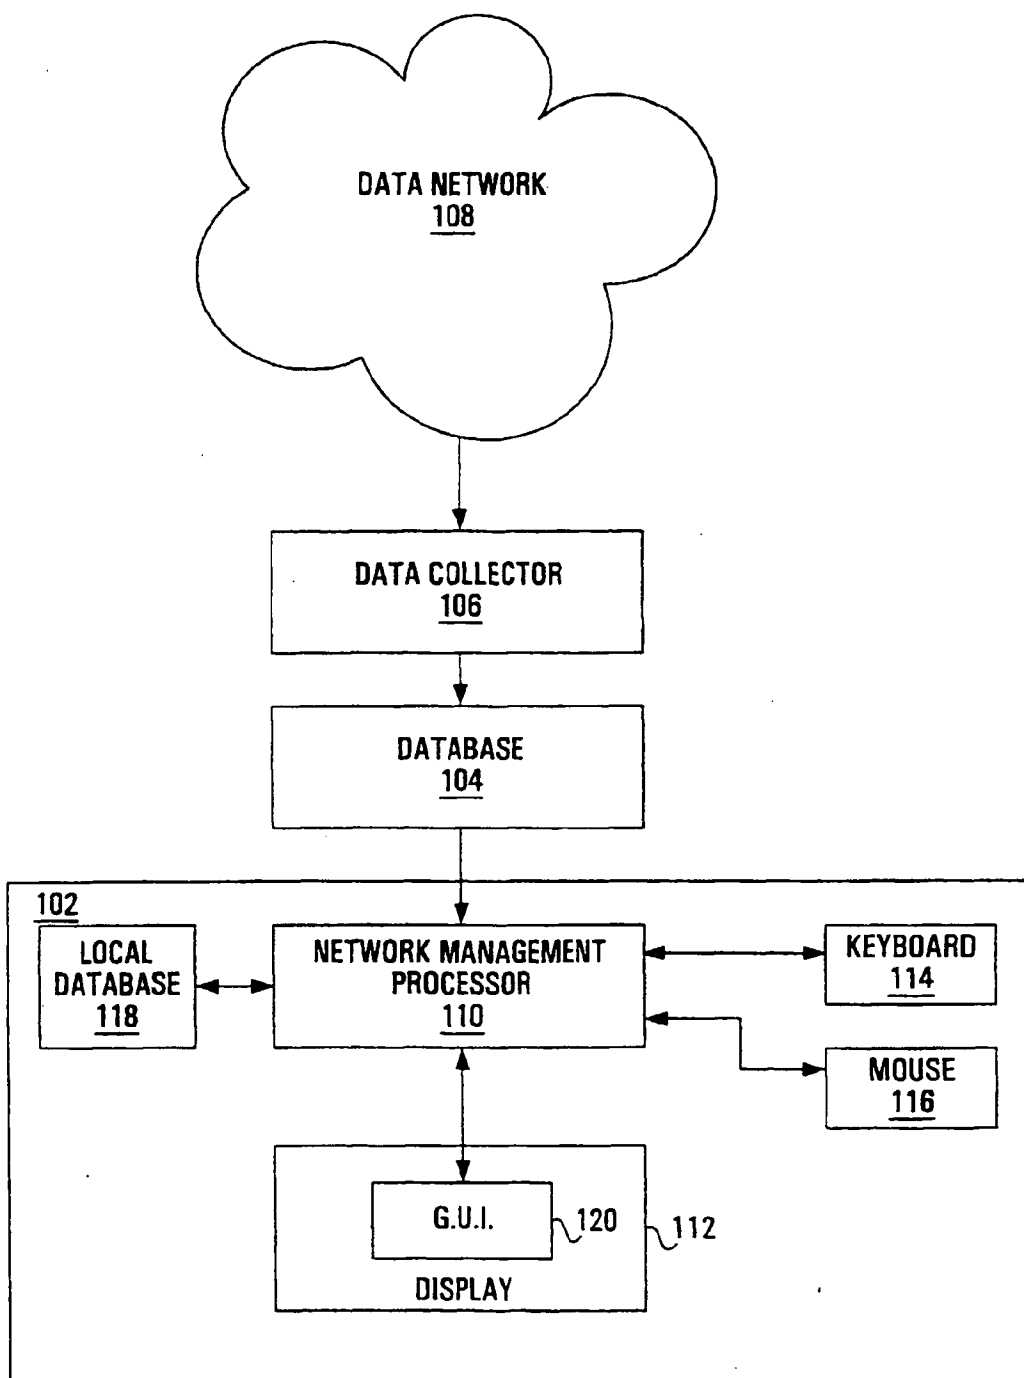 DATA NETWORK
108
DATA COLLECTOR
106
DATABASE
104
102
LOCAL
DATABASE
118
NETWORK MANAGEMENT
PROCESSOR
110
KEYBOARD
114
MOUSE
116
G.U.I.
120
112
DISPLAY